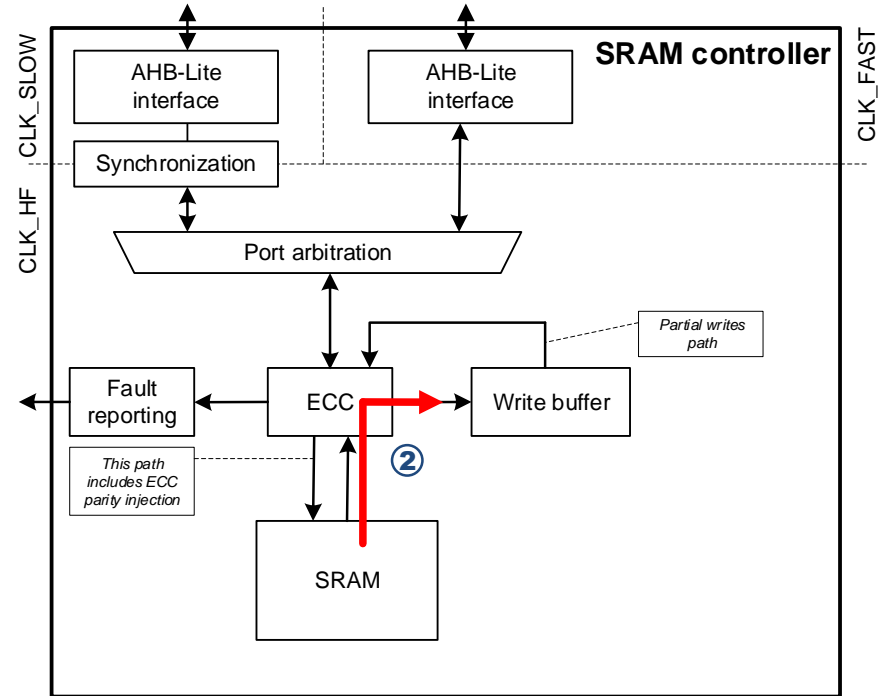 SRAM controller
CLK_SLOW
CLK_FAST
AHB-Lite
interface
AHB-Lite
interface
Synchronization
CLK_HF
Port arbitration
Partial writes
path
Fault
reporting
ECC
Write buffer
②
This path
includes ECC
parity injection
SRAM